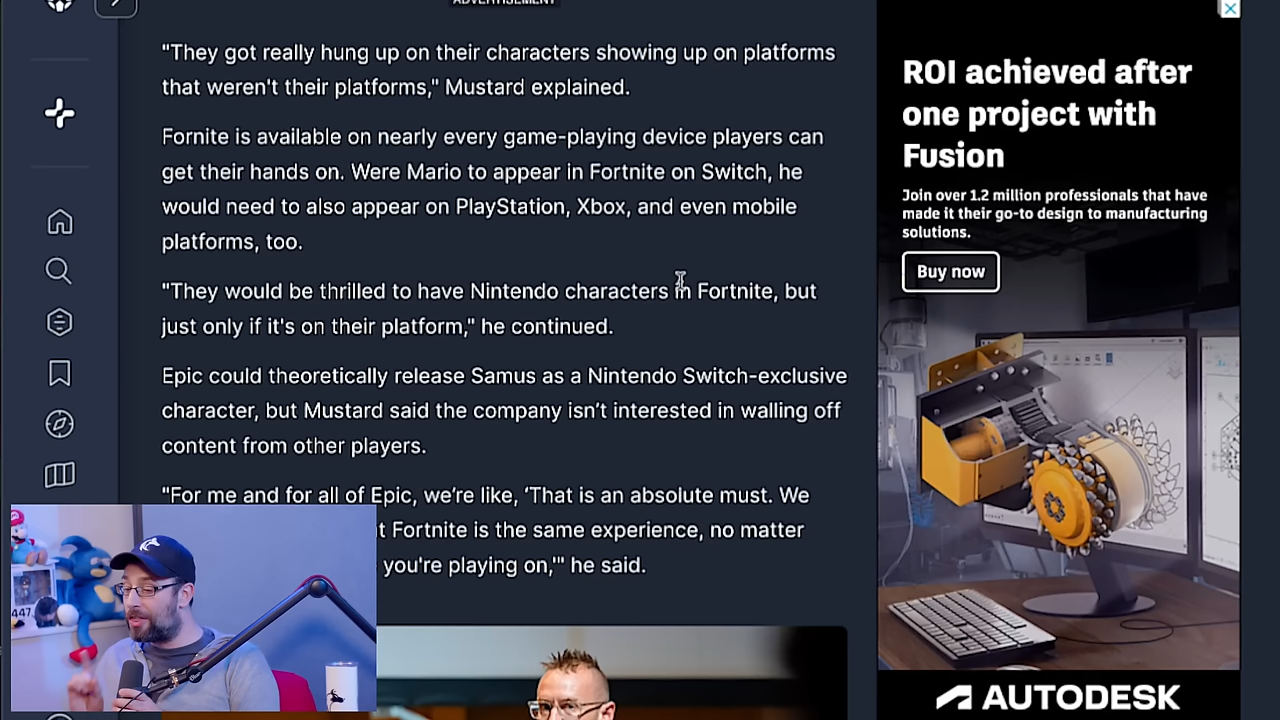 ADVERTISEMENT
"They got really hung up on their characters showing up on platforms
that weren't their platforms," Mustard explained.
Fornite is available on nearly every game-playing device players can
get their hands on. Were Mario to appear in Fortnite on Switch, he
would need to also appear on PlayStation, Xbox, and even mobile
platforms, too.
"They would be thrilled to have Nintendo characters in Fortnite, but
just only if it's on their platform," he continued.
Epic could theoretically release Samus as a Nintendo Switch-exclusive
character, but Mustard said the company isn’t interested in walling off
content from other players.
"For me and for all of Epic, we’re like, ‘That is an absolute must. We
t Fortnite is the same experience, no matter
you're playing on,’" he said.
ROI achieved after
one project with
Fusion
Join over 1.2 million professionals that have
made it their go-to design to manufacturing
solutions.
Buy now
AUTODESK
447